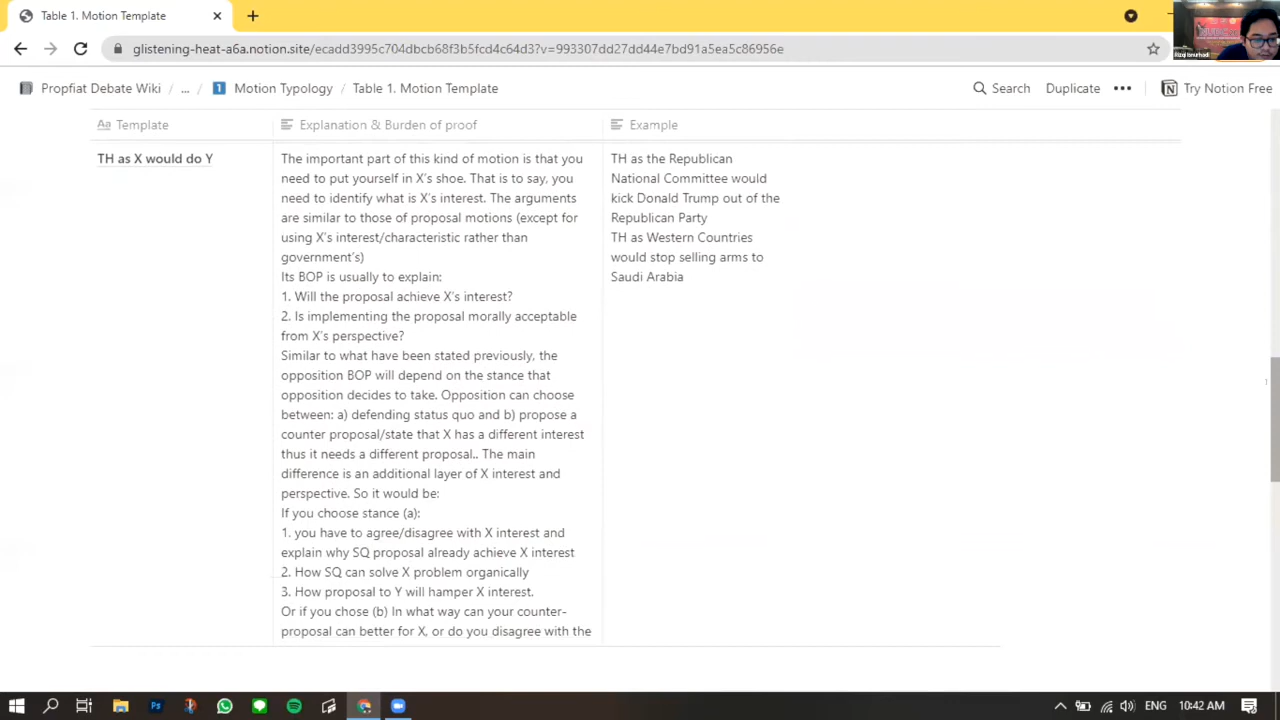 Table 1. Motion Template
glistening-heat-a6a.notion.site/ecadd3995c704dbcb68f3b5fcd4c64d3?v=993307dd27dd44e7bd91a5ea5c86956e
Rizqi Isnurhadi
Propfiat Debate Wiki / ... / 1 Motion Typology / Table 1. Motion Template
Search Duplicate ••• Try Notion Free
Aa Template Explanation & Burden of proof Example
TH as X would do Y
The important part of this kind of motion is that you
need to put yourself in X's shoe. That is to say, you
need to identify what is X's interest. The arguments
are similar to those of proposal motions (except for
using X's interest/characteristic rather than
government's)
Its BOP is usually to explain:
1. Will the proposal achieve X's interest?
2. Is implementing the proposal morally acceptable
from X's perspective?
Similar to what have been stated previously, the
opposition BOP will depend on the stance that
opposition decides to take. Opposition can choose
between: a) defending status quo and b) propose a
counter proposal/state that X has a different interest
thus it needs a different proposal.. The main
difference is an additional layer of X interest and
perspective. So it would be:
If you choose stance (a):
1. you have to agree/disagree with X interest and
explain why SQ proposal already achieve X interest
2. How SQ can solve X problem organically
3. How proposal to Y will hamper X interest.
Or if you chose (b) In what way can your counter-
proposal can better for X, or do you disagree with the
TH as the Republican
National Committee would
kick Donald Trump out of the
Republican Party
TH as Western Countries
would stop selling arms to
Saudi Arabia
ENG 10:42 AM